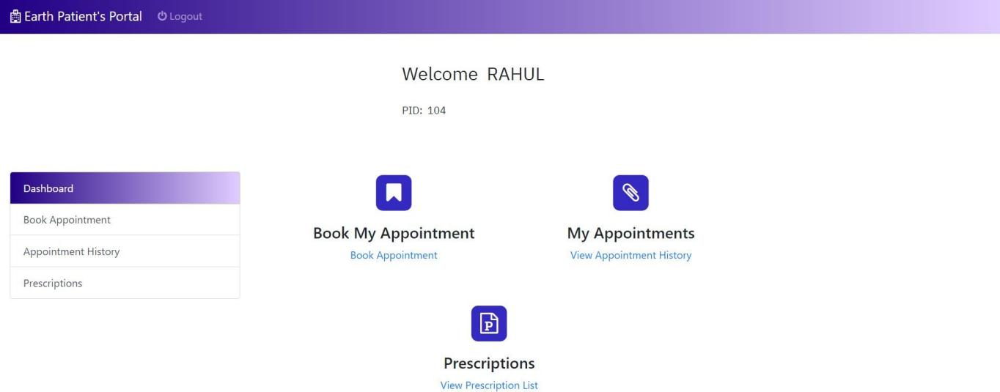 Earth Patient's Portal Logout
Welcome RAHUL
PID: 104
Dashboard
Book Appointment
Appointment History
Prescriptions
Book My Appointment
Book Appointment
My Appointments
View Appointment History
P
Prescriptions
View Prescription List